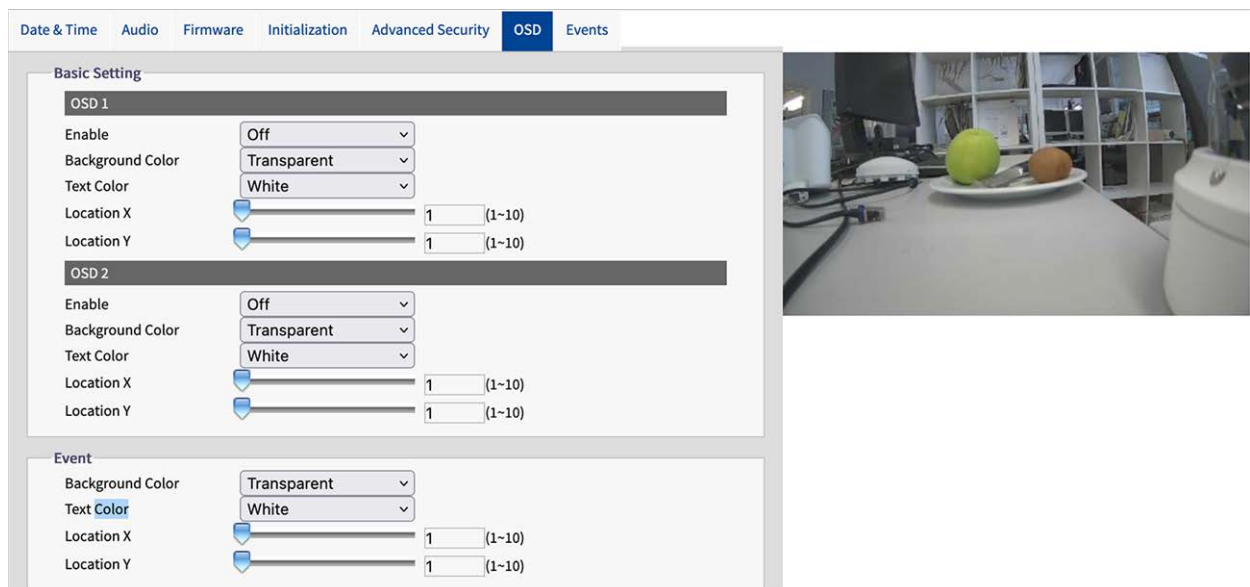 Date & Time Audio Firmware Initialization Advanced Security OSD Events
Basic Setting
OSD 1
Enable Off
Background Color Transparent
Text Color White
Location X 1 (1~10)
Location Y 1 (1~10)
OSD 2
Enable Off
Background Color Transparent
Text Color White
Location X 1 (1~10)
Location Y 1 (1~10)
Event
Background Color Transparent
Text Color White
Location X 1 (1~10)
Location Y 1 (1~10)